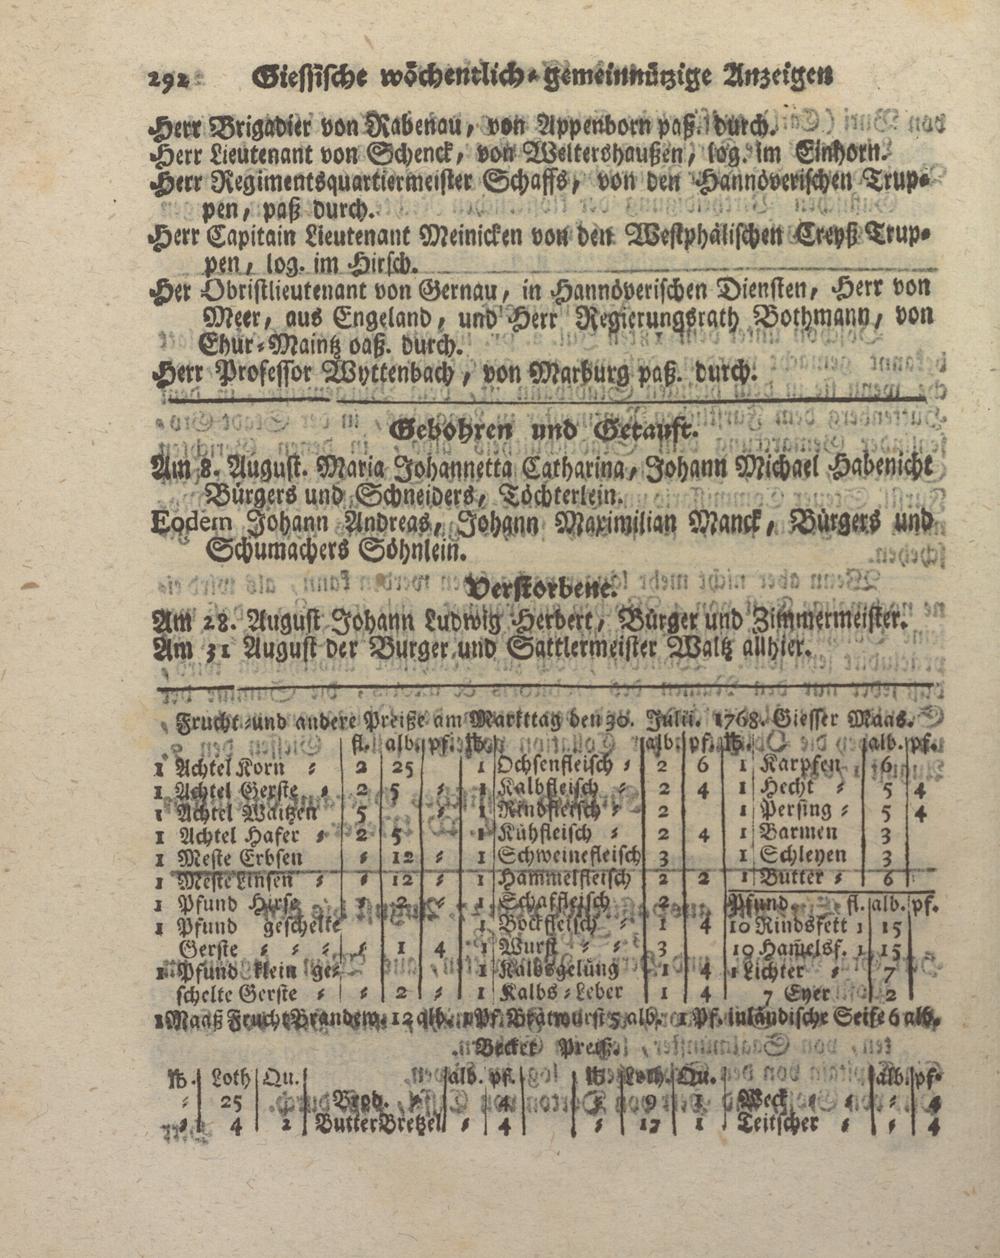 292 Giessische wöchentlich-gemeinnützige Anzeigen
Herr Brigadier von Rabenau, von Appenborn paß. durch.
Herr Lieutenant von Schenck, von Weltershaußen, log. im Einhorn.
Herr Regimentsquartiermeister Schaffs, von den Hannöverischen Trup-
pen, paß durch.
Herr Capitain Lieutenant Meinicken von den Westphälischen Creyß Trup-
pen, log. im Hirsch.
Her Obristlieutenant von Gernau, in Hannöverischen Diensten, Herr von
Meer, aus Engeland, und Herr Regierungsrath Bothmann, von
Chur-Maintz oaß. durch.
Herr Professor Wyttenbach, von Marburg paß. durch.
Gebohren und Getauft.
Am 8. August. Maria Johannetta Catharina, Johann Michael Habenicht
Bürgers und Schneiders, Töchterlein.
Eodem Johann Andreas, Johann Maximilian Manck, Bürgers und
Schumachers Söhnlein.
Verstorbene.
Am 28. August Johann Ludwig Herbert, Bürger und Zimmermeister.
Am 31 August der Burger und Sattlermeister Waltz allhier.
Frucht- und andere Preiße am Markttag den 30. Julii. 1768. Giesser Maas.
fl. alb. pf. ℔. alb. pf. ℔. alb. pf.
1 Achtel Korn - 2 25 1 Ochsenfleisch - 2 6 1 Karpfen 6
1 Achtel Gerste - 2 5 - 1 Kalbfleisch - 2 4 1 Hecht - 5 4
1 Achtel Waitzen 5 - 1 Rindfleisch - 2 1 Persing - 5 4
1 Achtel Hafer - 2 5 1 Kühfleisch - 2 4 1 Barmen 3
1 Meste Erbsen - 12 - 1 Schweinefleisch 3 1 Schleyen 3
1 Meste Linsen - - 12 - 1 Hammelfleisch 2 2 1 Butter - 6
1 Pfund Hirse - 2 - 1 Schaffleisch 2 Pfund. fl. alb. pf.
1 Pfund geschelte 1 Bockfleisch - 1 4 10 Rindsfett 1 15
Gerste - - - - 1 4 1 Wurst - - 3 10 Ham̄elsf. 1 15
1 Pfund klein ge- 1 Kalbsgelüng 1 4 1 Lichter - 7
schelte Gerste - - 2 - 1 Kalbs-Leber 1 4 7 Eyer 2
1 Maaß Frucht Brandew. 12 alb. 1 Pf. Bratwurst 5 alb. 1 Pf. inländische Seife 6 alb.
Becker Preiß.
℔. Loth Qu. alb. pf. ℔. Loth. Qu. alb. pf.
- 25 Brod. - 4 9 1 Weck - - - 4
- 4 2 Butter Bretzel - 4 - 17 1 Teitscher - - 4